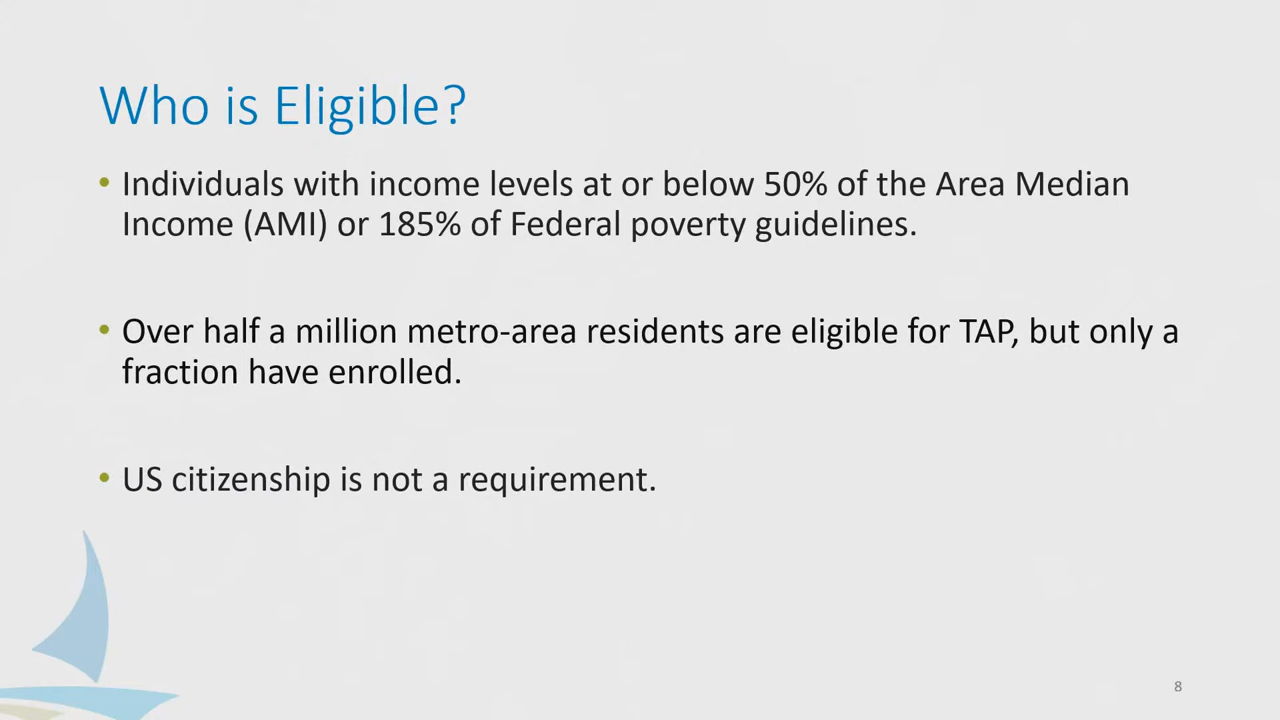 Who is Eligible?
• Individuals with income levels at or below 50% of the Area Median
Income (AMI) or 185% of Federal poverty guidelines.
• Over half a million metro-area residents are eligible for TAP, but only a
fraction have enrolled.
• US citizenship is not a requirement.
8